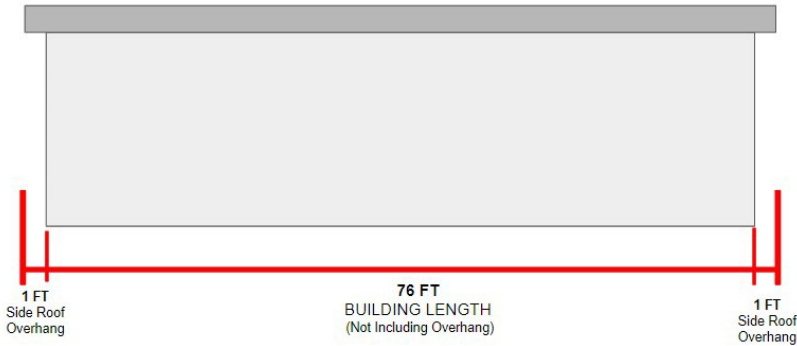 1 FT
Side Roof
Overhang
76 FT
BUILDING LENGTH
(Not Including Overhang)
1 FT
Side Roof
Overhang